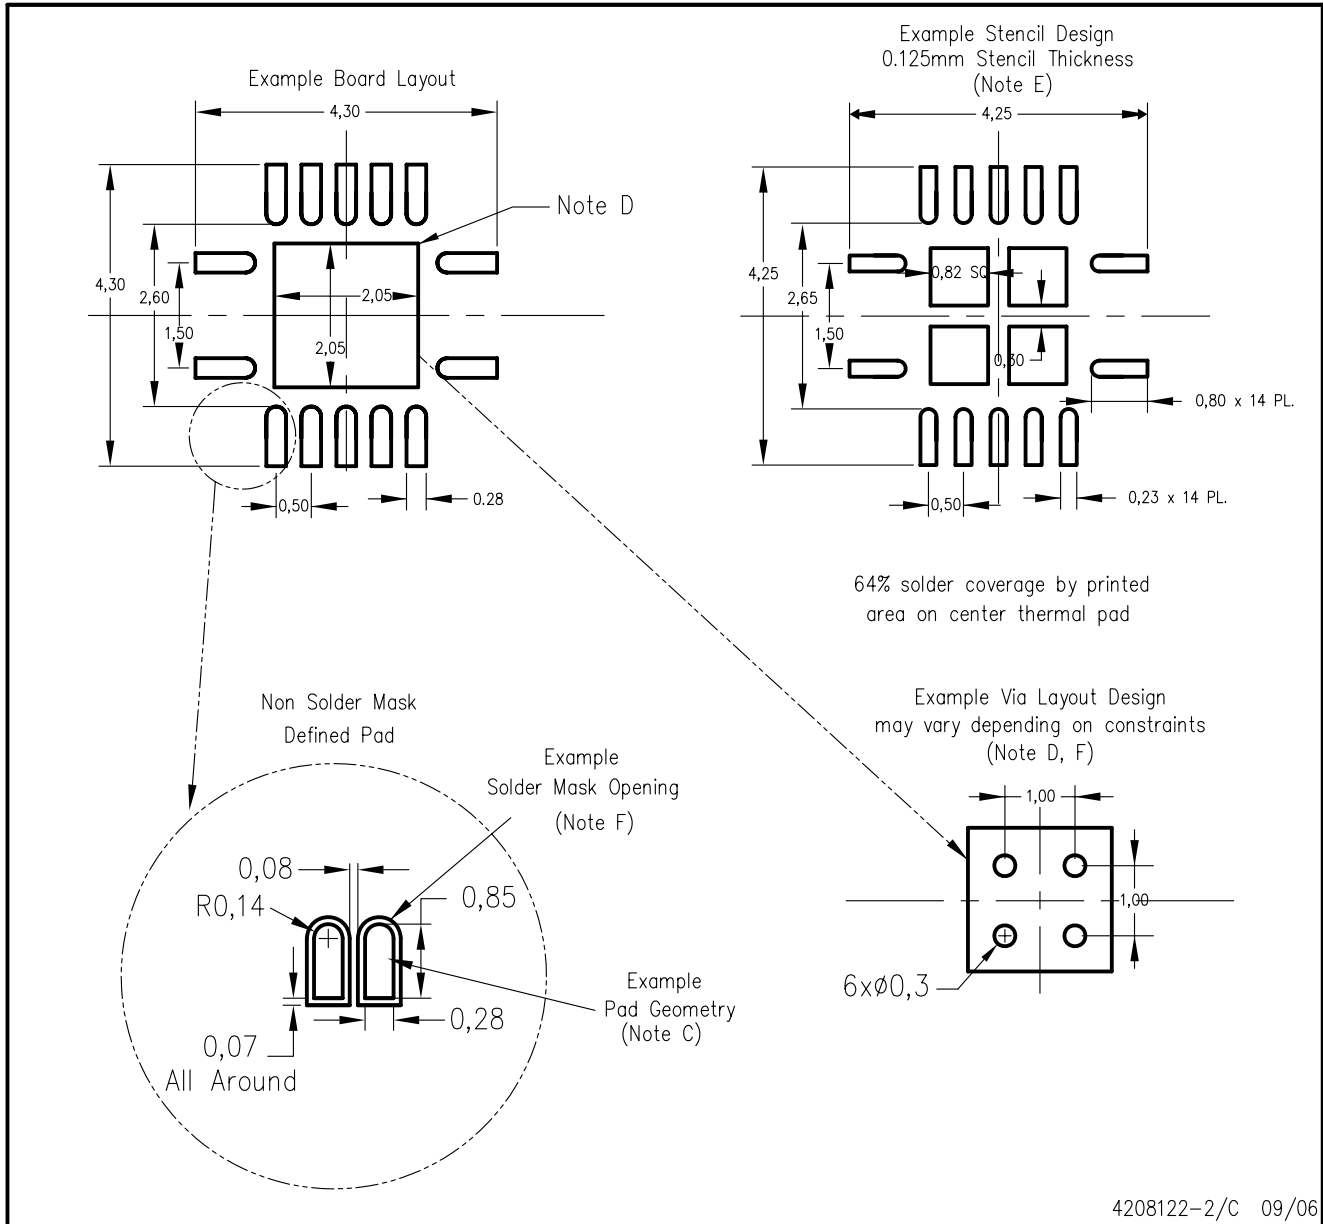 Example Board Layout
4,30
Note D
4,30
2,60
1,50
2,05
2,05
0,50
0.28
Example Stencil Design
0.125mm Stencil Thickness
(Note E)
4,25
4,25
2,65
1,50
0,82 SQ
0,30
0,80 x 14 PL.
0,50
0,23 x 14 PL.
64% solder coverage by printed
area on center thermal pad
Non Solder Mask
Defined Pad
Example
Solder Mask Opening
(Note F)
0,08
R0,14
0,85
0,28
0,07
All Around
Example
Pad Geometry
(Note C)
Example Via Layout Design
may vary depending on constraints
(Note D, F)
1,00
1,00
6xø0,3
4208122-2/C 09/06